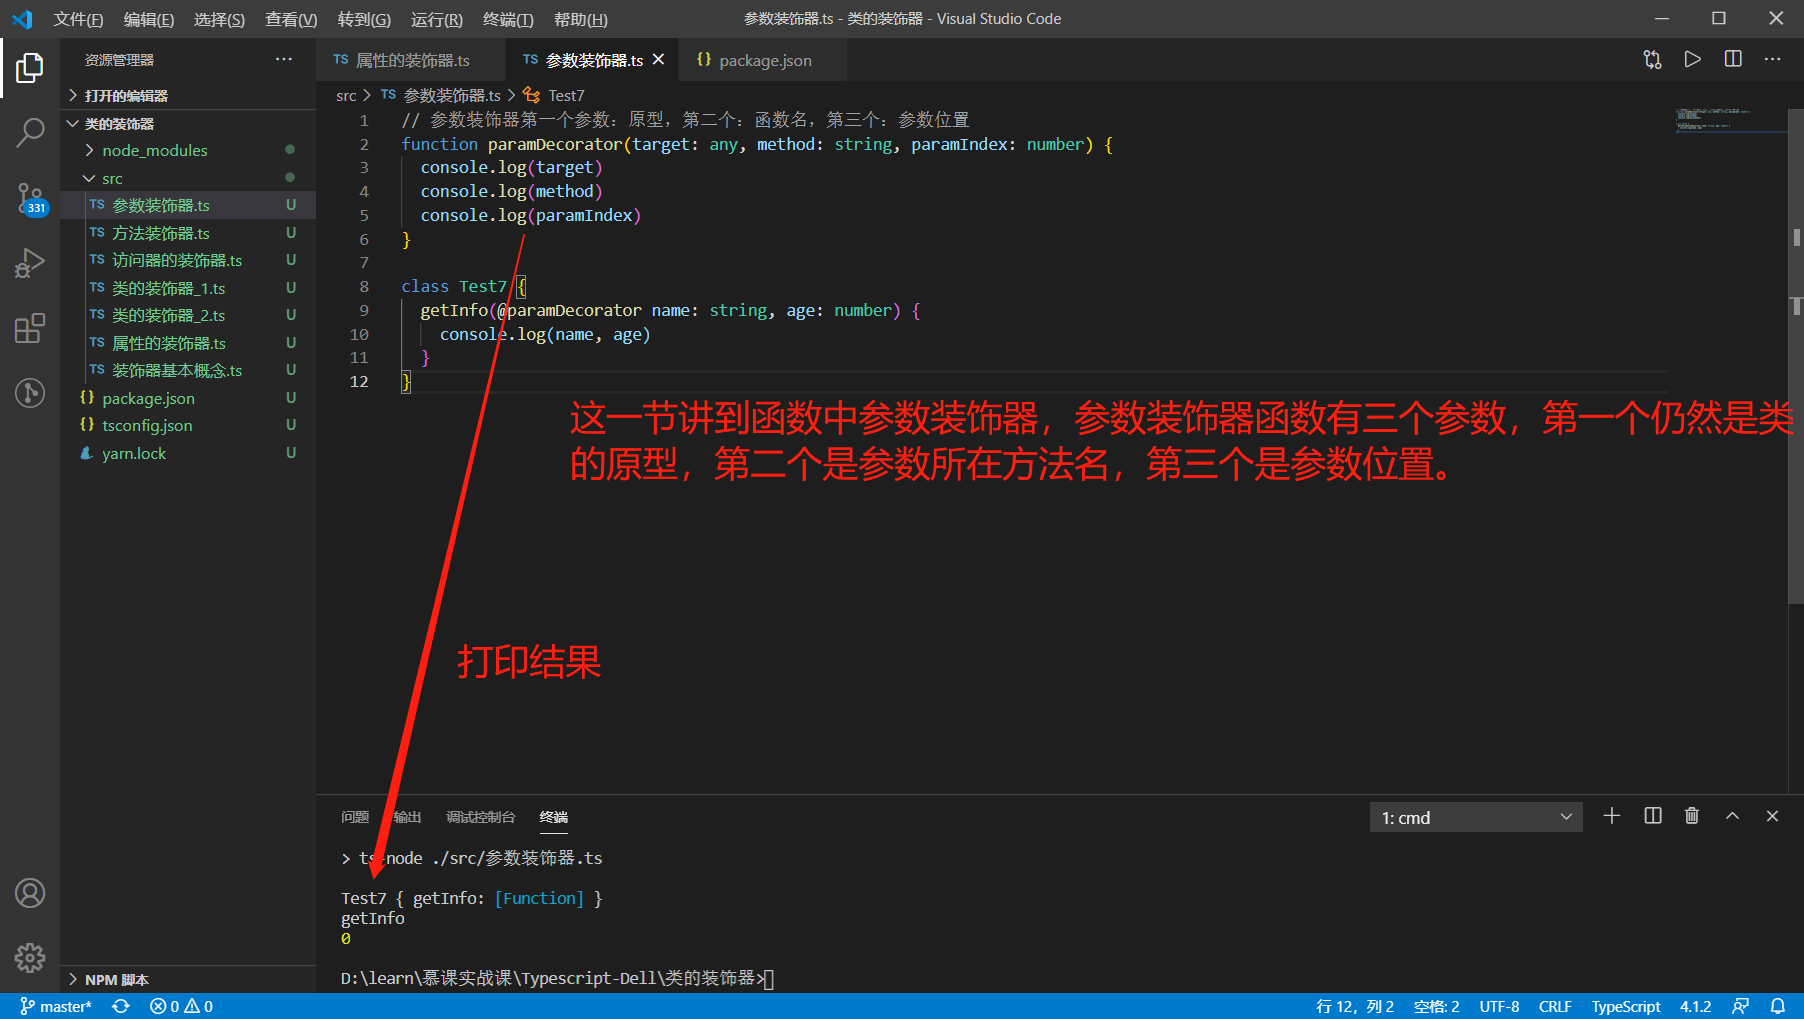 文件(F) 编辑(E) 选择(S) 查看(V) 转到(G) 运行(R) 终端(T) 帮助(H) 参数装饰器.ts - 类的装饰器 - Visual Studio Code
资源管理器
打开的编辑器
类的装饰器
node_modules
src
TS 参数装饰器.ts U
TS 方法装饰器.ts U
TS 访问器的装饰器.ts U
TS 类的装饰器_1.ts U
TS 类的装饰器_2.ts U
TS 属性的装饰器.ts U
TS 装饰器基本概念.ts U
{} package.json U
{} tsconfig.json U
yarn.lock U
331
NPM 脚本
TS 属性的装饰器.ts TS 参数装饰器.ts {} package.json
src > TS 参数装饰器.ts > Test7
1 // 参数装饰器第一个参数：原型，第二个：函数名，第三个：参数位置
2 function paramDecorator(target: any, method: string, paramIndex: number) {
3 console.log(target)
4 console.log(method)
5 console.log(paramIndex)
6 }
7
8 class Test7 {
9 getInfo(@paramDecorator name: string, age: number) {
10 console.log(name, age)
11 }
12 }
这一节讲到函数中参数装饰器，参数装饰器函数有三个参数，第一个仍然是类
的原型，第二个是参数所在方法名，第三个是参数位置。
打印结果
问题 输出 调试控制台 终端 1: cmd
> ts-node ./src/参数装饰器.ts
Test7 { getInfo: [Function] }
getInfo
0
D:\learn\慕课实战课\Typescript-Dell\类的装饰器>
master* 0 0 行 12，列 2 空格: 2 UTF-8 CRLF TypeScript 4.1.2